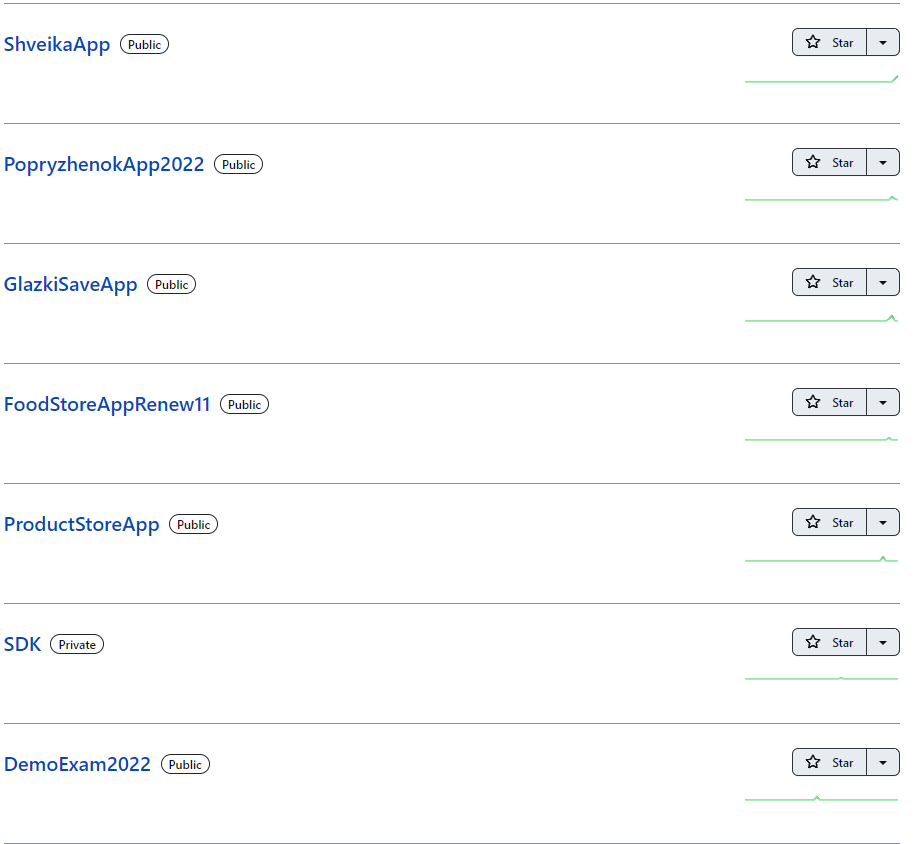 ShveikaApp Public Star
PopryzhenokApp2022 Public Star
GlazkiSaveApp Public Star
FoodStoreAppRenew11 Public Star
ProductStoreApp Public Star
SDK Private Star
DemoExam2022 Public Star